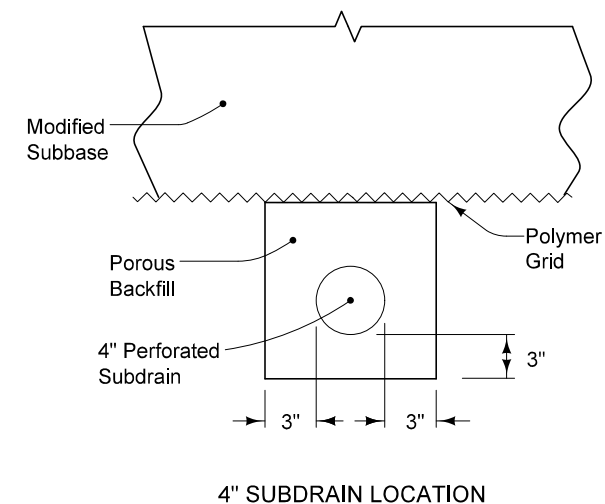 Modified
Subbase
Polymer
Grid
Porous
Backfill
4" Perforated
Subdrain
3"
3"
3"
4" SUBDRAIN LOCATION